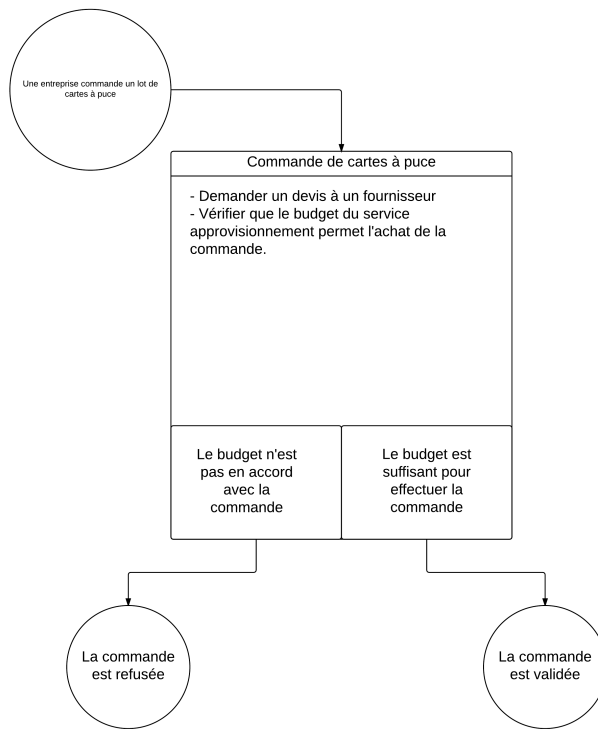 Une entreprise commande un lot de
cartes à puce
Commande de cartes à puce
- Demander un devis à un fournisseur
- Vérifier que le budget du service
approvisionnement permet l'achat de la
commande.
Le budget n'est
pas en accord
avec la
commande
Le budget est
suffisant pour
effectuer la
commande
La commande
est refusée
La commande
est validée